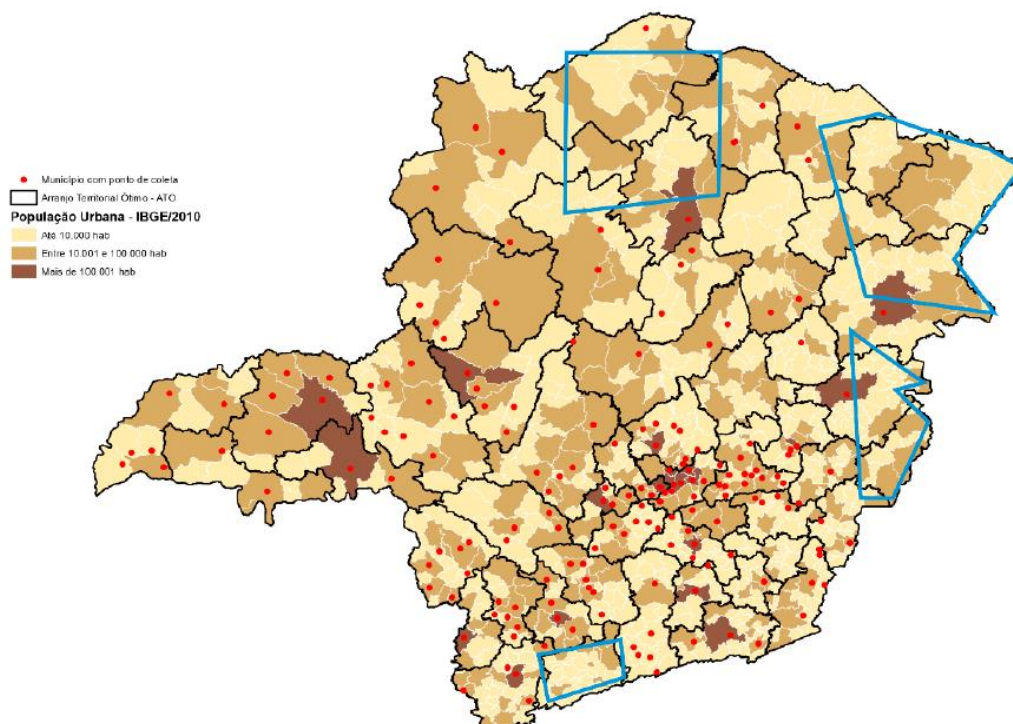 Município com ponto de coleta
Arranjo Territorial Ótimo - ATO
População Urbana - IBGE/2010
Até 10.000 hab
Entre 10.001 e 100.000 hab
Mais de 100.001 hab